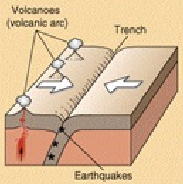 Volcanoes
(volcanic arc)
Trench
Earthquakes